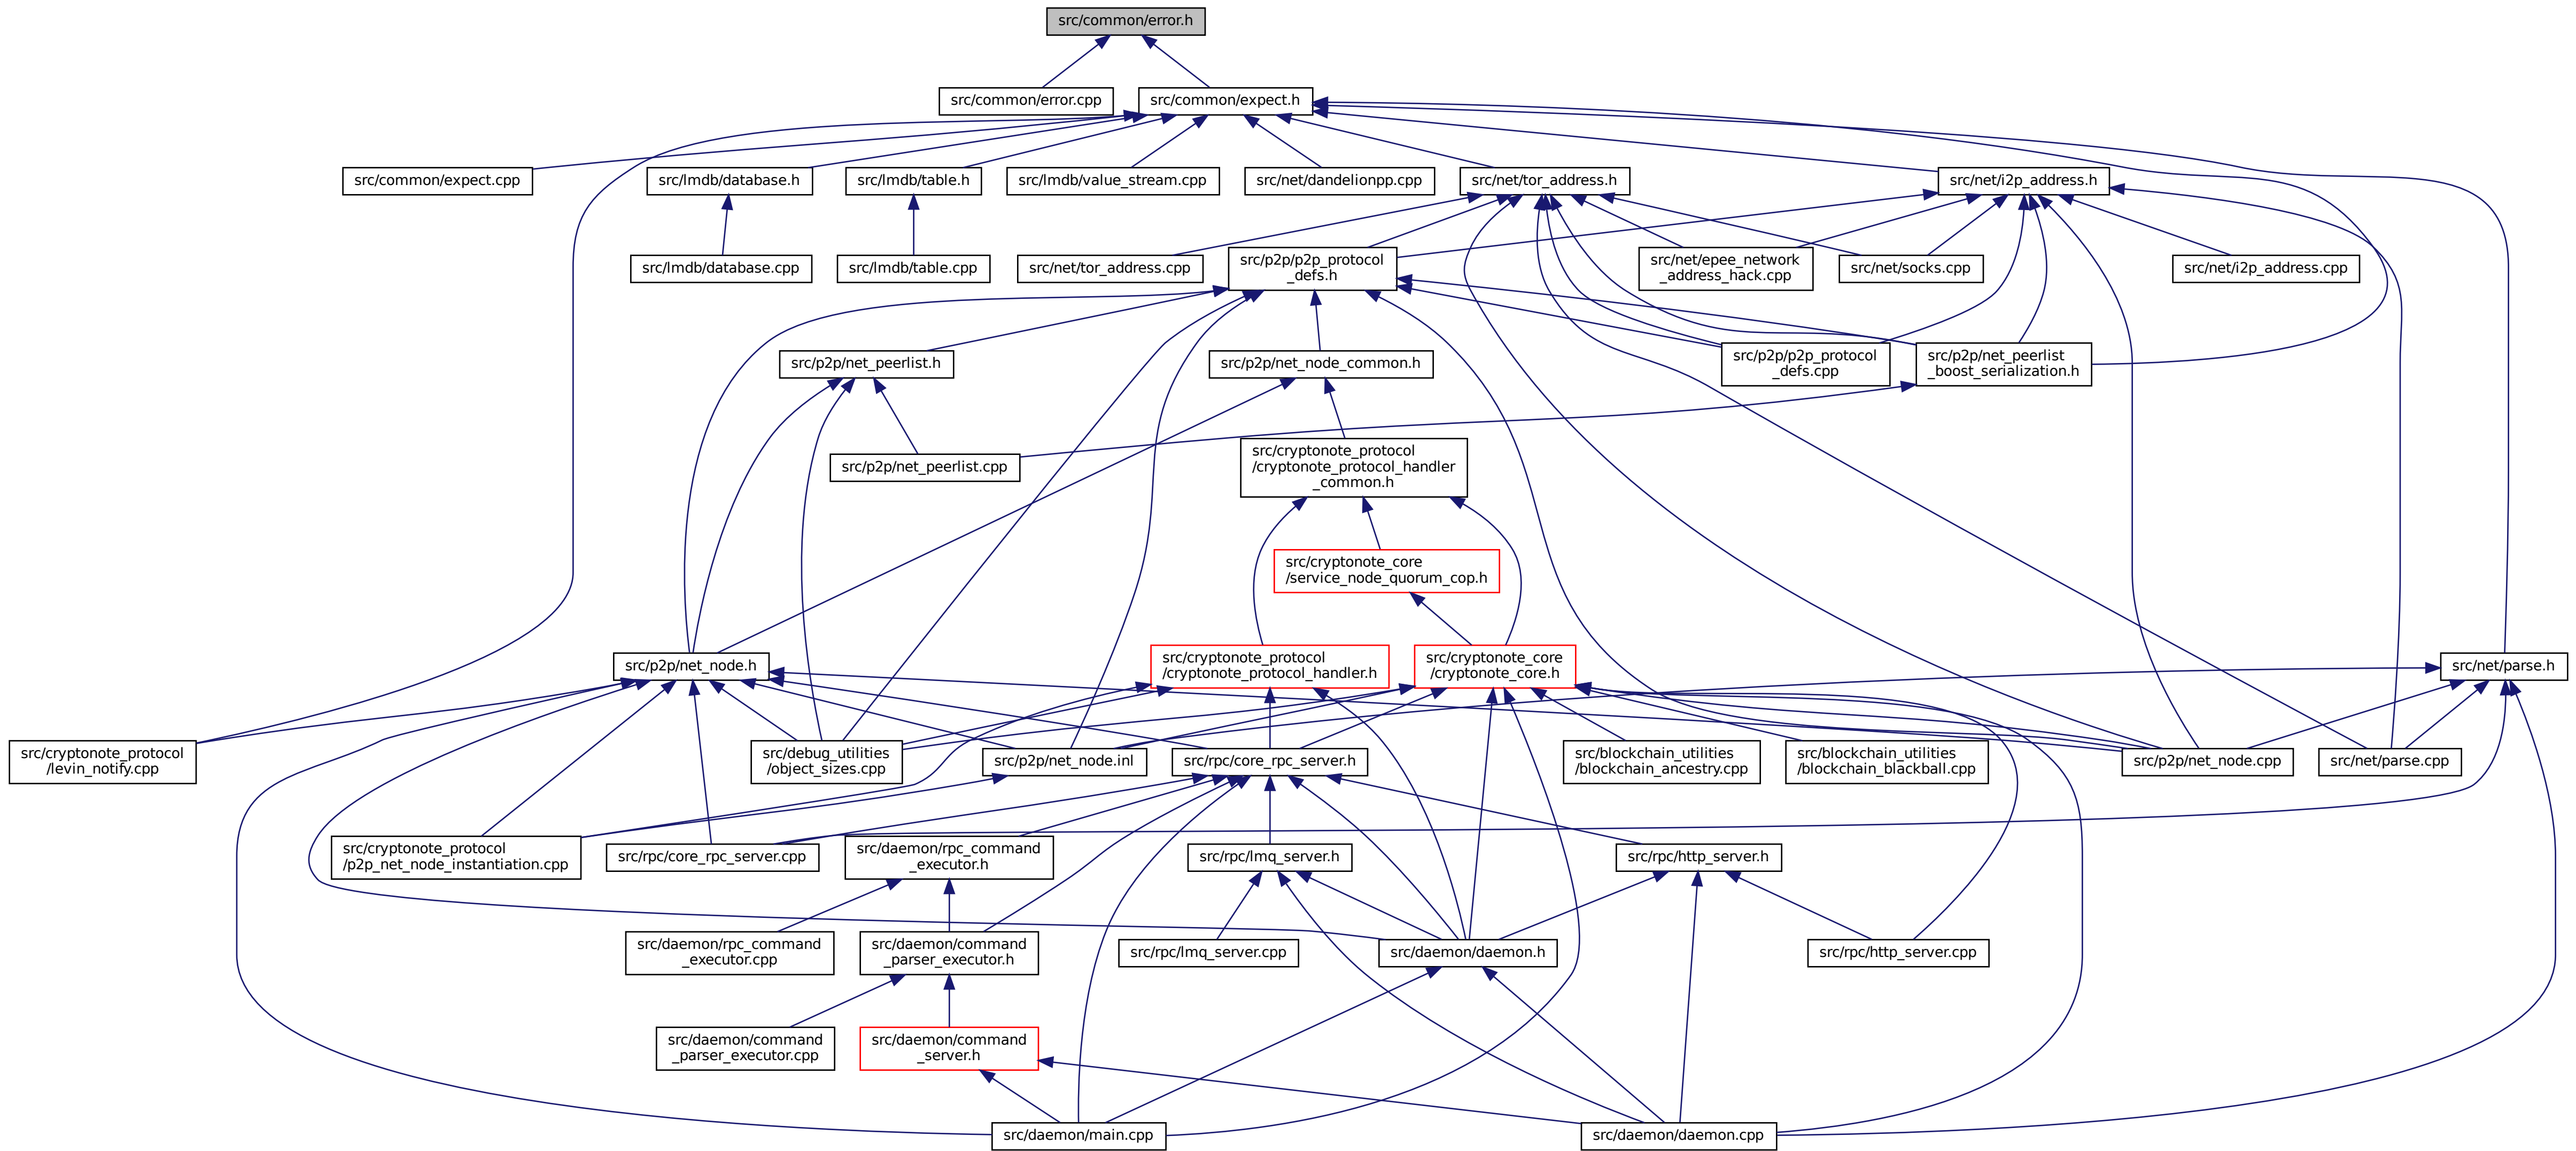 src/common/error.h
src/common/error.cpp
src/common/expect.h
src/common/expect.cpp
src/lmdb/database.h
src/lmdb/table.h
src/lmdb/value_stream.cpp
src/net/dandelionpp.cpp
src/net/tor_address.h
src/net/i2p_address.h
src/lmdb/database.cpp
src/lmdb/table.cpp
src/net/tor_address.cpp
src/p2p/p2p_protocol
_defs.h
src/net/epee_network
_address_hack.cpp
src/net/socks.cpp
src/net/i2p_address.cpp
src/p2p/net_peerlist.h
src/p2p/net_node_common.h
src/p2p/p2p_protocol
_defs.cpp
src/p2p/net_peerlist
_boost_serialization.h
src/p2p/net_peerlist.cpp
src/cryptonote_protocol
/cryptonote_protocol_handler
_common.h
src/cryptonote_core
/service_node_quorum_cop.h
src/p2p/net_node.h
src/cryptonote_protocol
/cryptonote_protocol_handler.h
src/cryptonote_core
/cryptonote_core.h
src/net/parse.h
src/cryptonote_protocol
/levin_notify.cpp
src/debug_utilities
/object_sizes.cpp
src/p2p/net_node.inl
src/rpc/core_rpc_server.h
src/blockchain_utilities
/blockchain_ancestry.cpp
src/blockchain_utilities
/blockchain_blackball.cpp
src/p2p/net_node.cpp
src/net/parse.cpp
src/cryptonote_protocol
/p2p_net_node_instantiation.cpp
src/rpc/core_rpc_server.cpp
src/daemon/rpc_command
_executor.h
src/rpc/lmq_server.h
src/rpc/http_server.h
src/daemon/rpc_command
_executor.cpp
src/daemon/command
_parser_executor.h
src/rpc/lmq_server.cpp
src/daemon/daemon.h
src/rpc/http_server.cpp
src/daemon/command
_parser_executor.cpp
src/daemon/command
_server.h
src/daemon/main.cpp
src/daemon/daemon.cpp